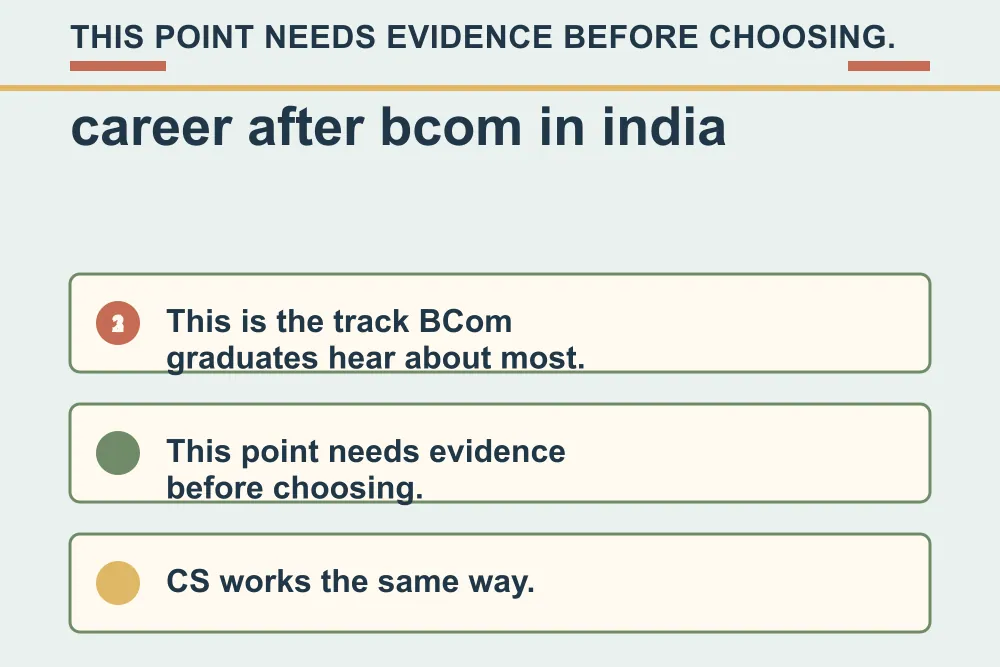 THIS POINT NEEDS EVIDENCE BEFORE CHOOSING.
career after bcom in india
This is the track BCom
graduates hear about most.
This point needs evidence
before choosing.
CS works the same way.